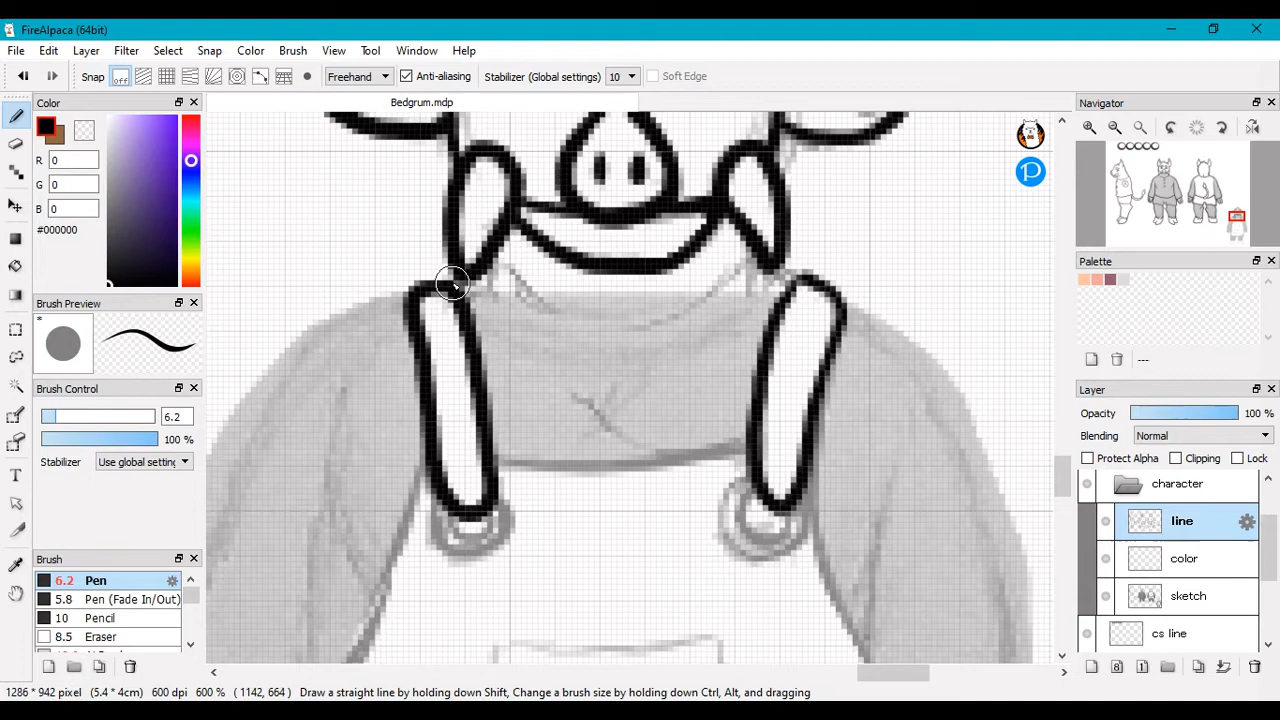 FireAlpaca (64bit)
File Edit Layer Filter Select Snap Color Brush View Tool Window Help
Snap off Freehand Anti-aliasing Stabilizer (Global settings) 10 Soft Edge
Color
Bedgrum.mdp
Navigator
R 0
G 0
B 0
#000000
P
Palette
---
Brush Preview
*
Brush Control
6.2
100 %
Stabilizer Use global setting
Layer
Opacity 100 %
Blending Normal
Protect Alpha Clipping Lock
character
line
color
sketch
cs line
Brush
6.2 Pen
5.8 Pen (Fade In/Out)
10 Pencil
8.5 Eraser
1286 * 942 pixel (5.4 * 4cm) 600 dpi 600 % ( 1142, 664 ) Draw a straight line by holding down Shift, Change a brush size by holding down Ctrl, Alt, and dragging